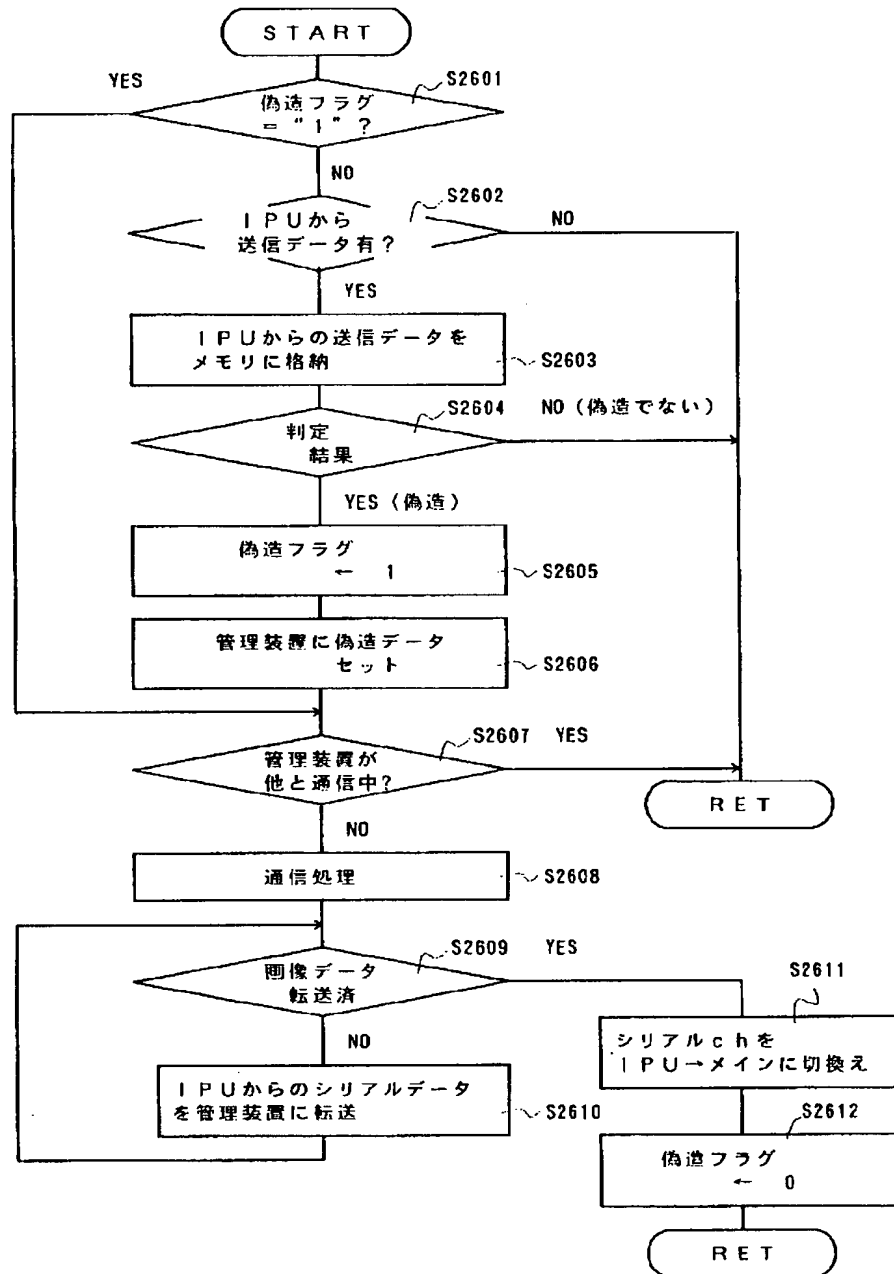 START
YES
S2601
偽造フラグ
＝“1”？
NO
S2602
IPUから
送信データ有？
NO
YES
IPUからの送信データを
メモリに格納
S2603
S2604
NO（偽造でない）
判定
結果
YES（偽造）
偽造フラグ
← 1
S2605
管理装置に偽造データ
セット
S2606
S2607
YES
管理装置が
他と通信中？
RET
NO
通信処理
S2608
S2609
YES
画像データ
転送済
S2611
シリアルchを
IPU→メインに切換え
NO
IPUからのシリアルデータ
を管理装置に転送
S2610
S2612
偽造フラグ
← 0
RET